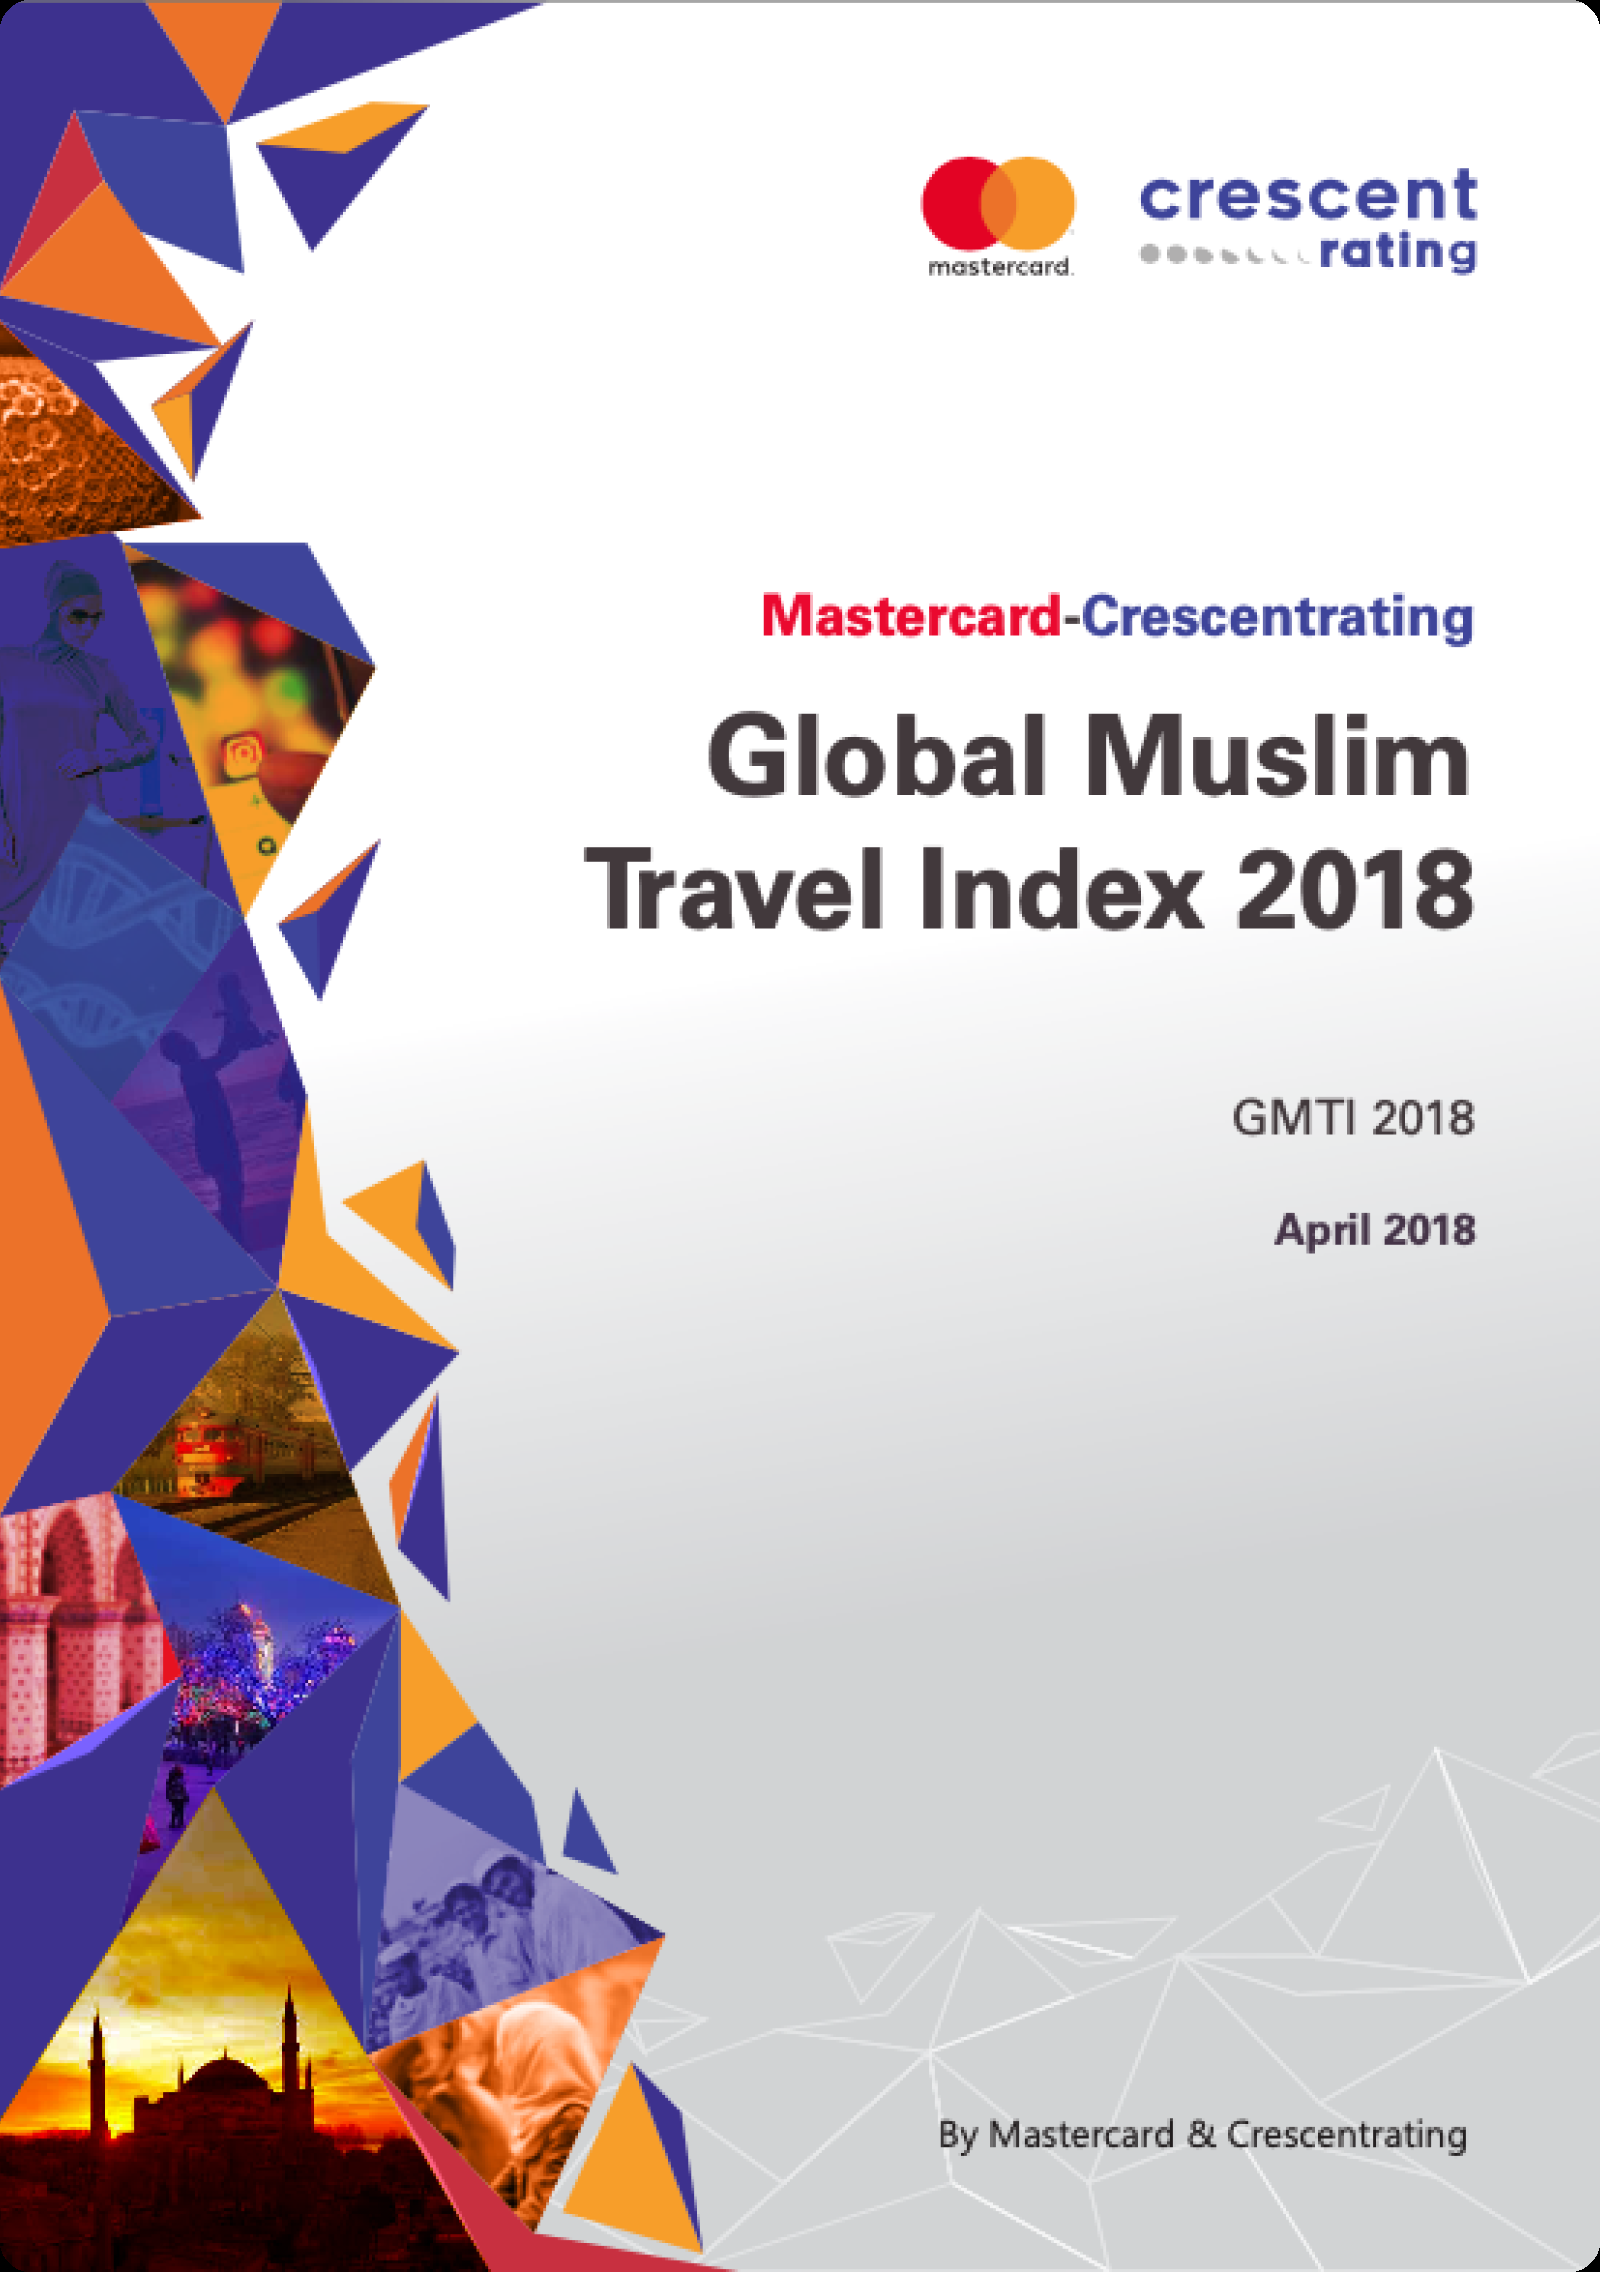 mastercard.
crescent
rating
Mastercard-Crescentrating
Global Muslim
Travel Index 2018
GMTI 2018
April 2018
By Mastercard & Crescentrating